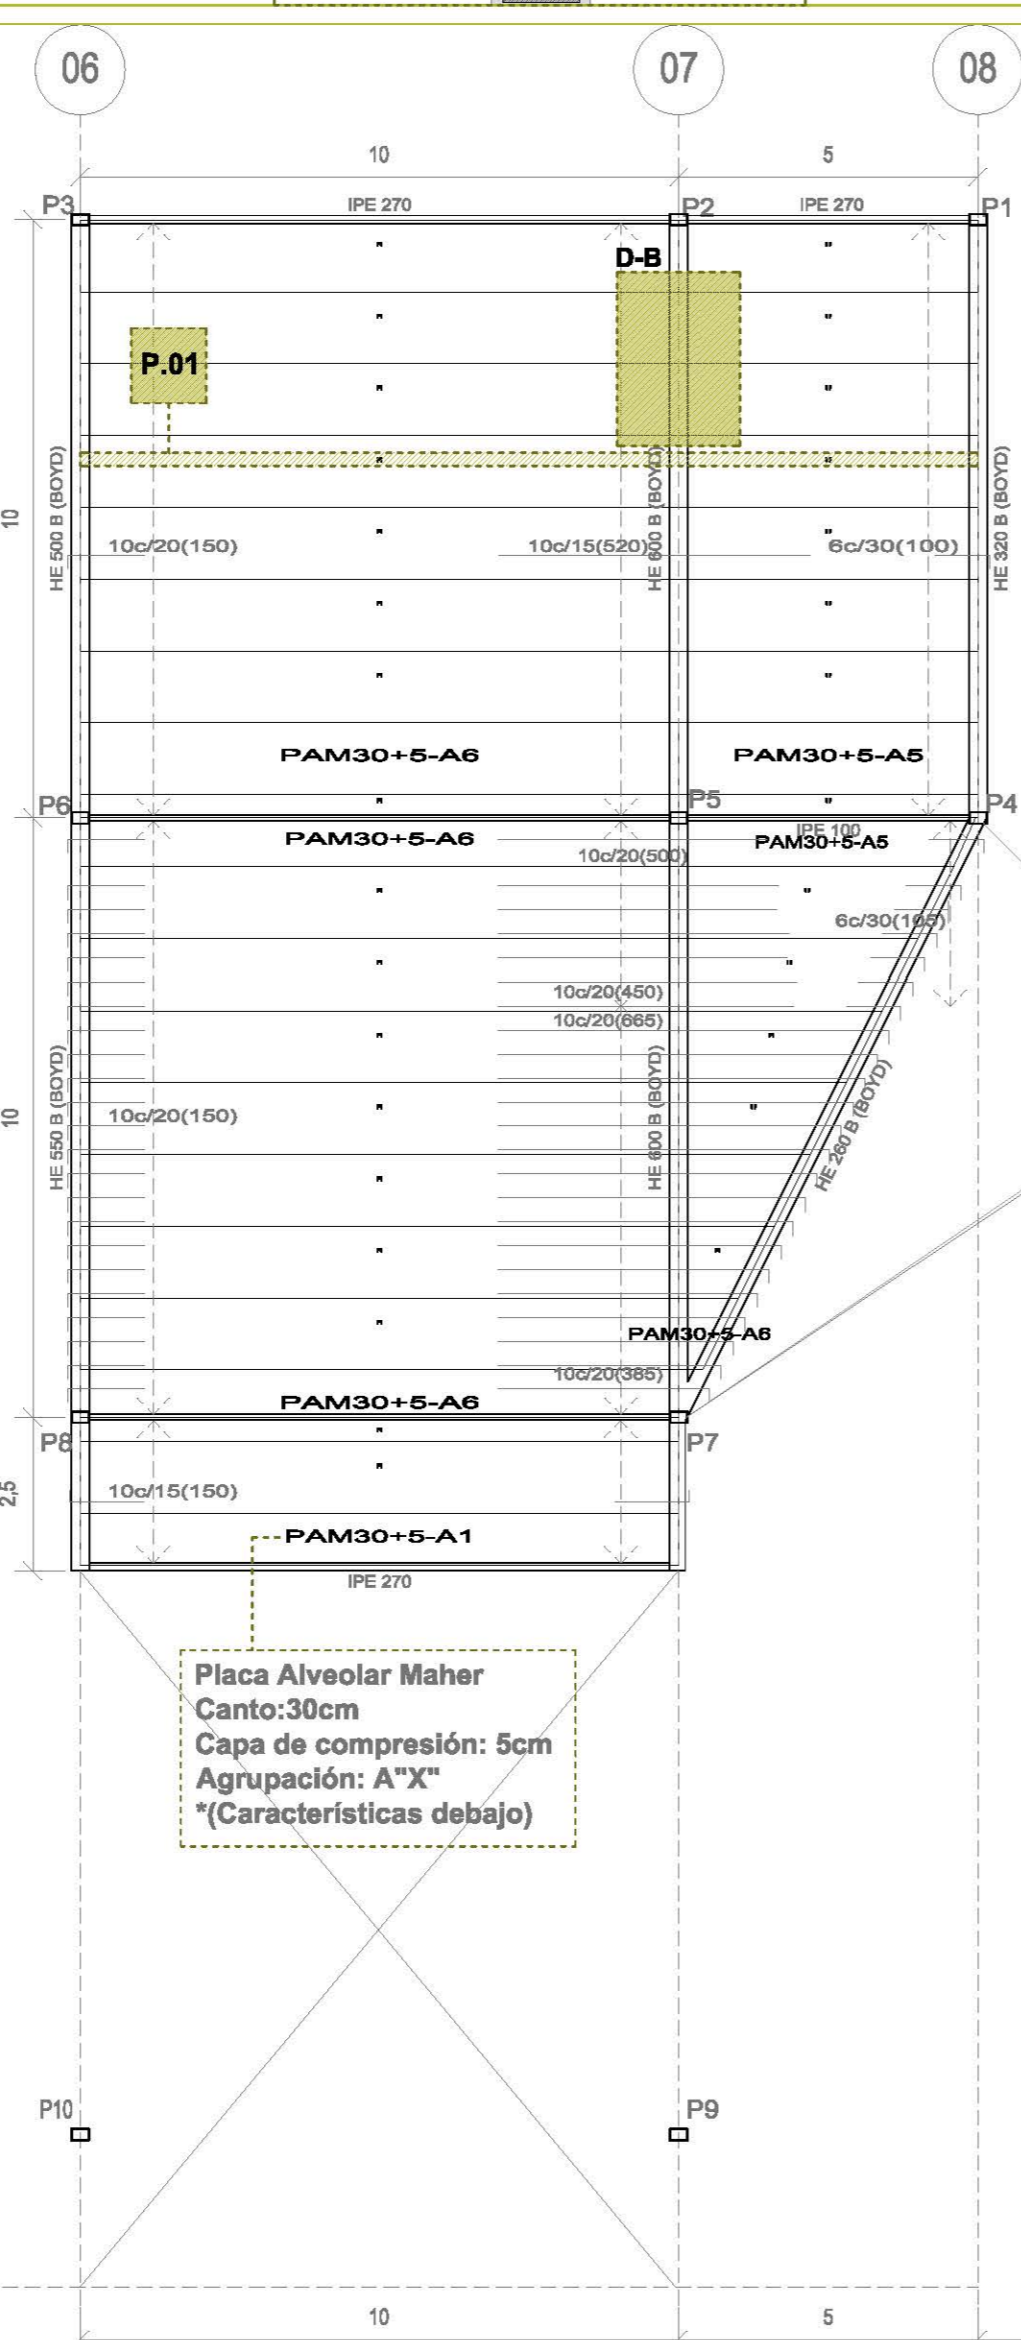 06
07
08
10
5
P3
IPE 270
P2
IPE 270
P1
D-B
P.01
10
HE 500 B (BOYD)
HE 600 B (BOYD)
HE 320 B (BOYD)
10c/20(150)
10c/15(520)
6c/30(100)
PAM30+5-A6
PAM30+5-A5
P6
P5
P4
PAM30+5-A6
IPE 100
PAM30+5-A5
10c/20(500)
6c/30(105)
10c/20(450)
10c/20(665)
10
HE 550 B (BOYD)
10c/20(150)
HE 600 B (BOYD)
HE 260 B (BOYD)
PAM30+5-A6
10c/20(385)
PAM30+5-A6
P8
P7
2,5
10c/15(150)
PAM30+5-A1
IPE 270
Placa Alveolar Maher
Canto:30cm
Capa de compresión: 5cm
Agrupación: A"X"
*(Características debajo)
P10
P9
10
5